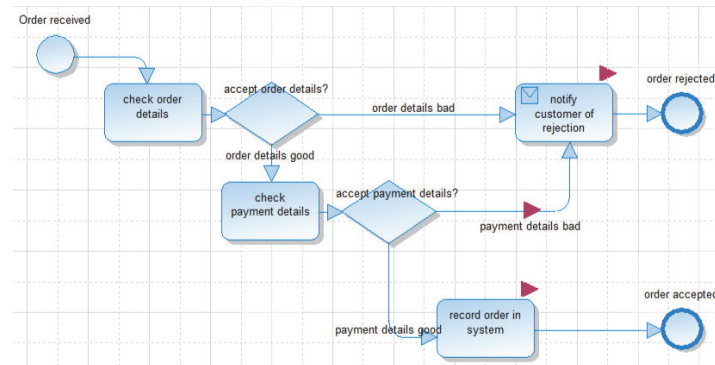 Order received
order rejected
accept order details?
check order
details
notify
customer of
rejection
order details bad
order details good
accept payment details?
check
payment details
payment details bad
order accepted
record order in
system
payment details good